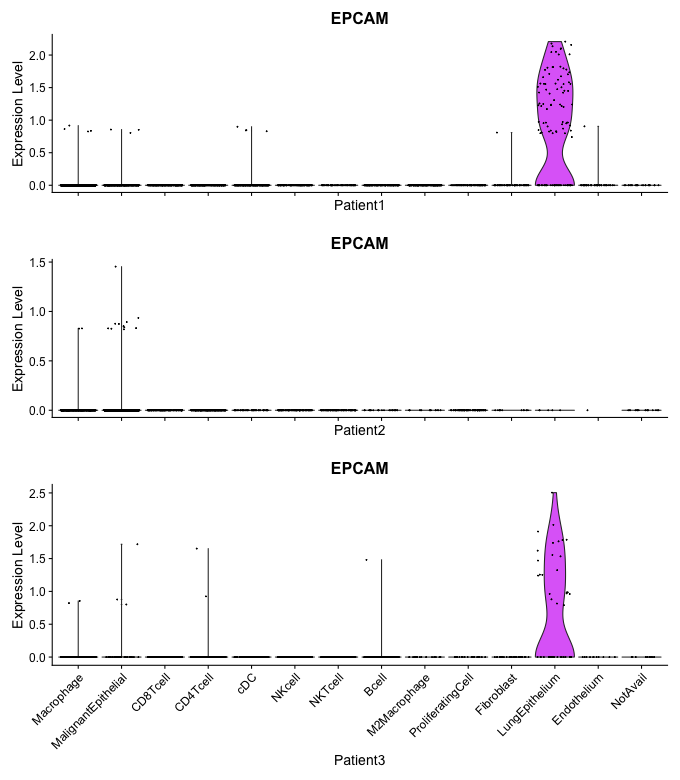 EPCAM
Expression Level
2.0
1.5
1.0
0.5
0.0
Patient1
EPCAM
Expression Level
1.5
1.0
0.5
0.0
Patient2
EPCAM
Expression Level
2.5
2.0
1.5
1.0
0.5
0.0
Macrophage
MalignantEpithelial
CD8Tcell
CD4Tcell
cDC
NKcell
NKTcell
Bcell
M2Macrophage
ProliferatingCell
Fibroblast
LungEpithelium
Endothelium
NotAvail
Patient3